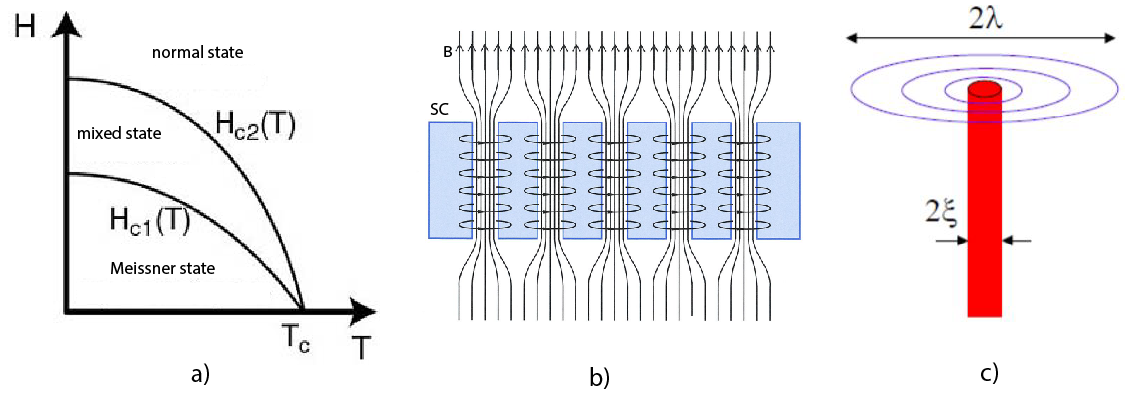 H
normal state
mixed state
Hc2(T)
Hc1(T)
Meissner state
Tc
T
a)
B
SC
b)
2λ
2ξ
c)